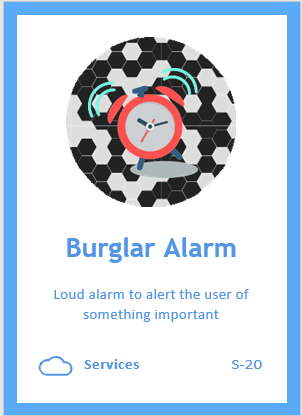 Burglar Alarm
Loud alarm to alert the user of
something important
Services S-20